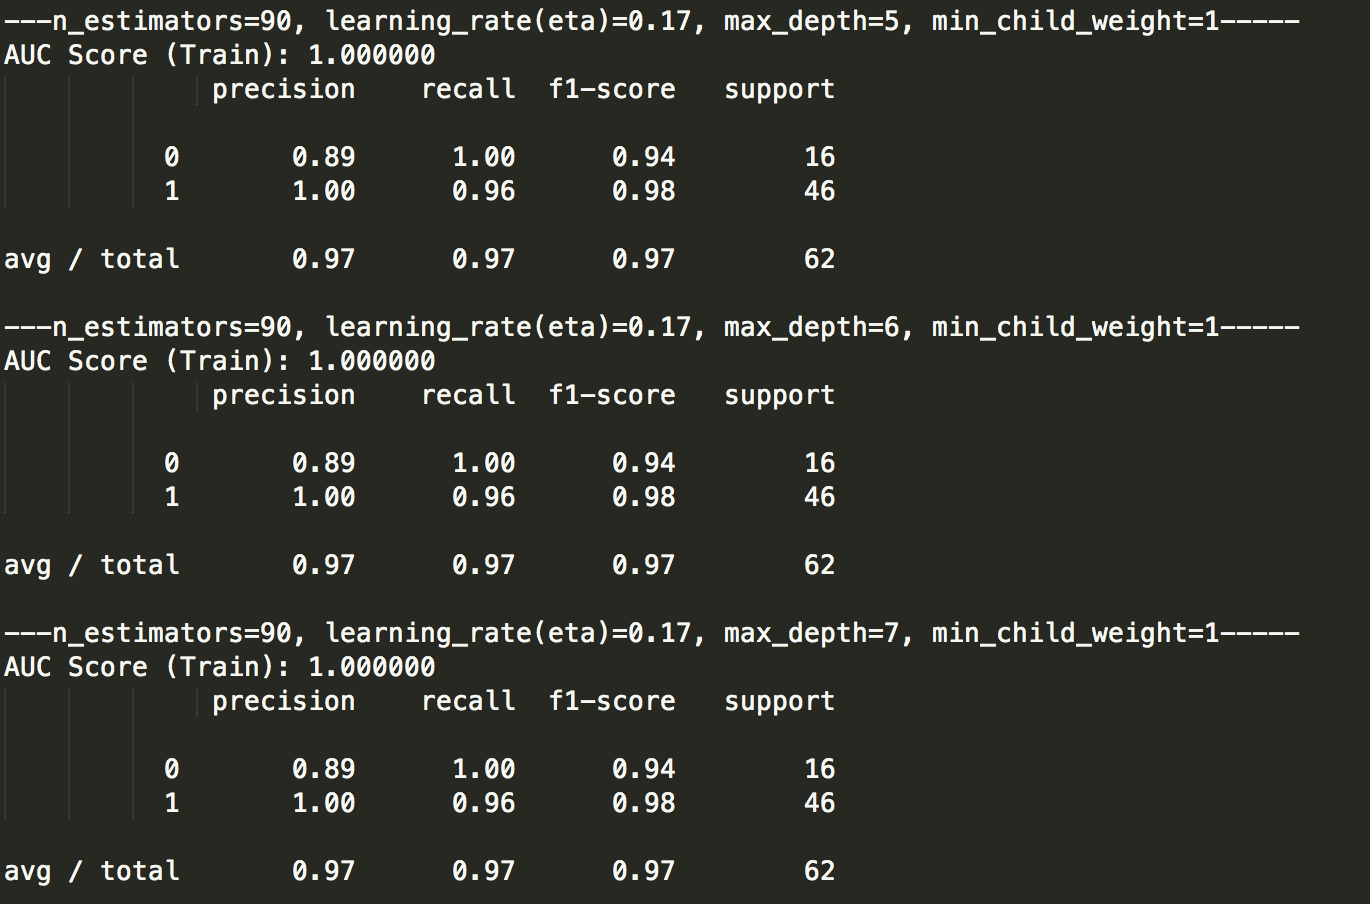 ---n_estimators=90, learning_rate(eta)=0.17, max_depth=5, min_child_weight=1-----
AUC Score (Train): 1.000000
precision recall f1-score support
0 0.89 1.00 0.94 16
1 1.00 0.96 0.98 46
avg / total 0.97 0.97 0.97 62
---n_estimators=90, learning_rate(eta)=0.17, max_depth=6, min_child_weight=1-----
AUC Score (Train): 1.000000
precision recall f1-score support
0 0.89 1.00 0.94 16
1 1.00 0.96 0.98 46
avg / total 0.97 0.97 0.97 62
---n_estimators=90, learning_rate(eta)=0.17, max_depth=7, min_child_weight=1-----
AUC Score (Train): 1.000000
precision recall f1-score support
0 0.89 1.00 0.94 16
1 1.00 0.96 0.98 46
avg / total 0.97 0.97 0.97 62